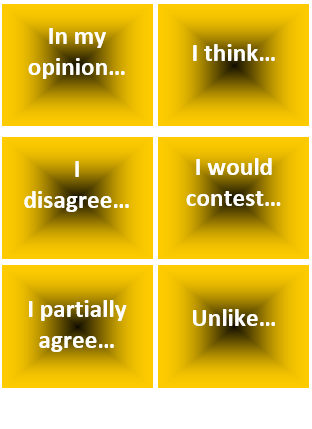 In my
opinion…
I think…
I
disagree…
I would
contest…
I partially
agree…
Unlike…